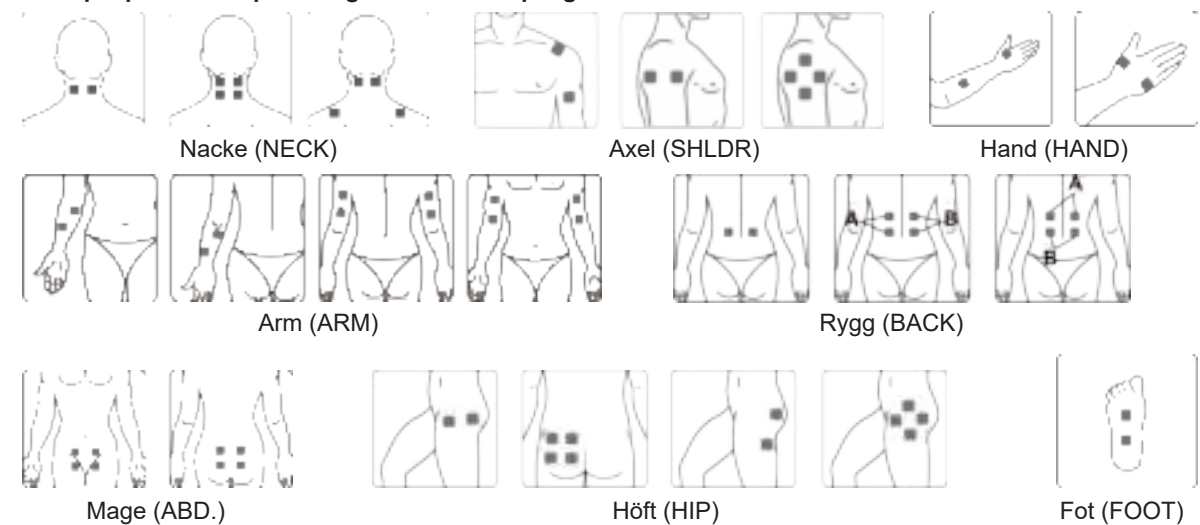 Nacke (NECK)
Axel (SHLDR)
Hand (HAND)
A B
A
B
Arm (ARM)
Rygg (BACK)
Mage (ABD.)
Höft (HIP)
Fot (FOOT)